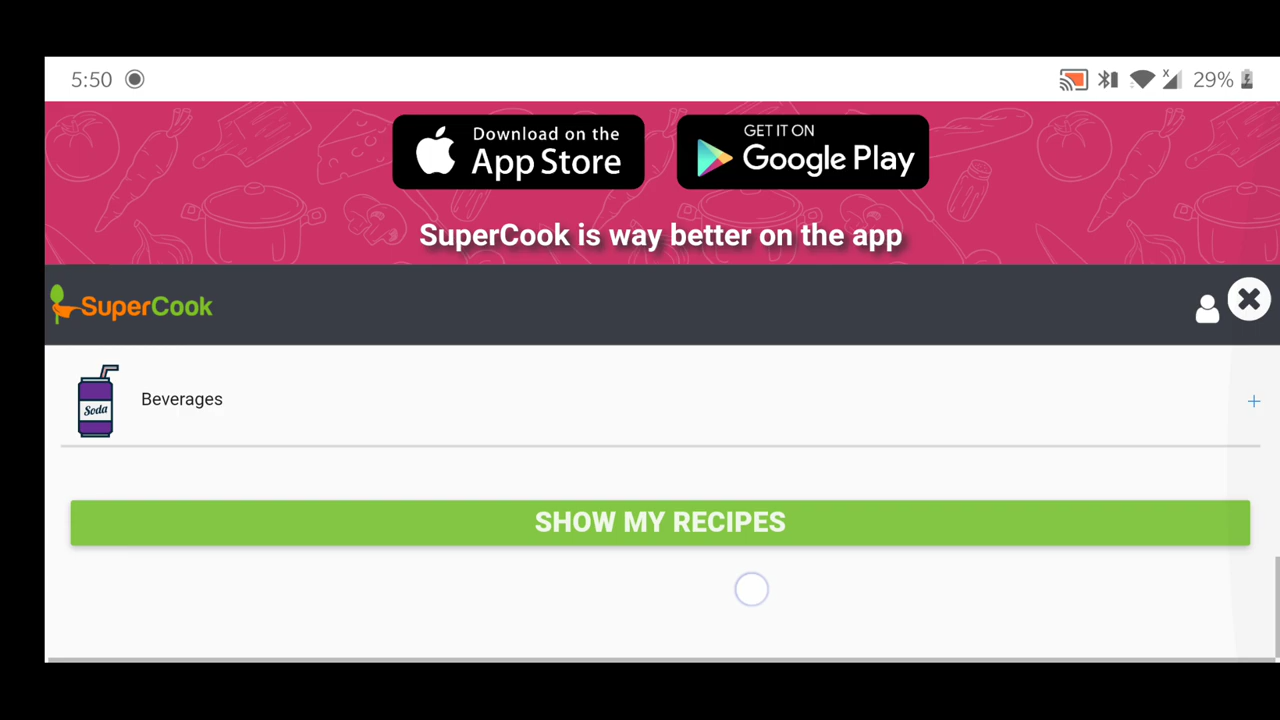 5:50
29%
Download on the
App Store
GET IT ON
Google Play
SuperCook is way better on the app
SuperCook
Soda
Beverages
SHOW MY RECIPES